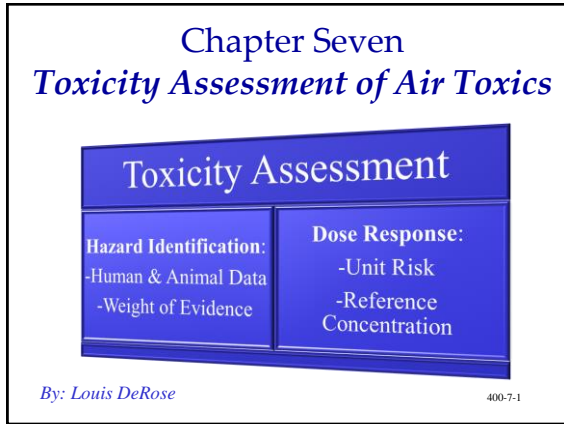 Chapter Seven
Toxicity Assessment of Air Toxics
Toxicity Assessment
Hazard Identification:
-Human & Animal Data
-Weight of Evidence
Dose Response:
-Unit Risk
-Reference
Concentration
By: Louis DeRose
400-7-1